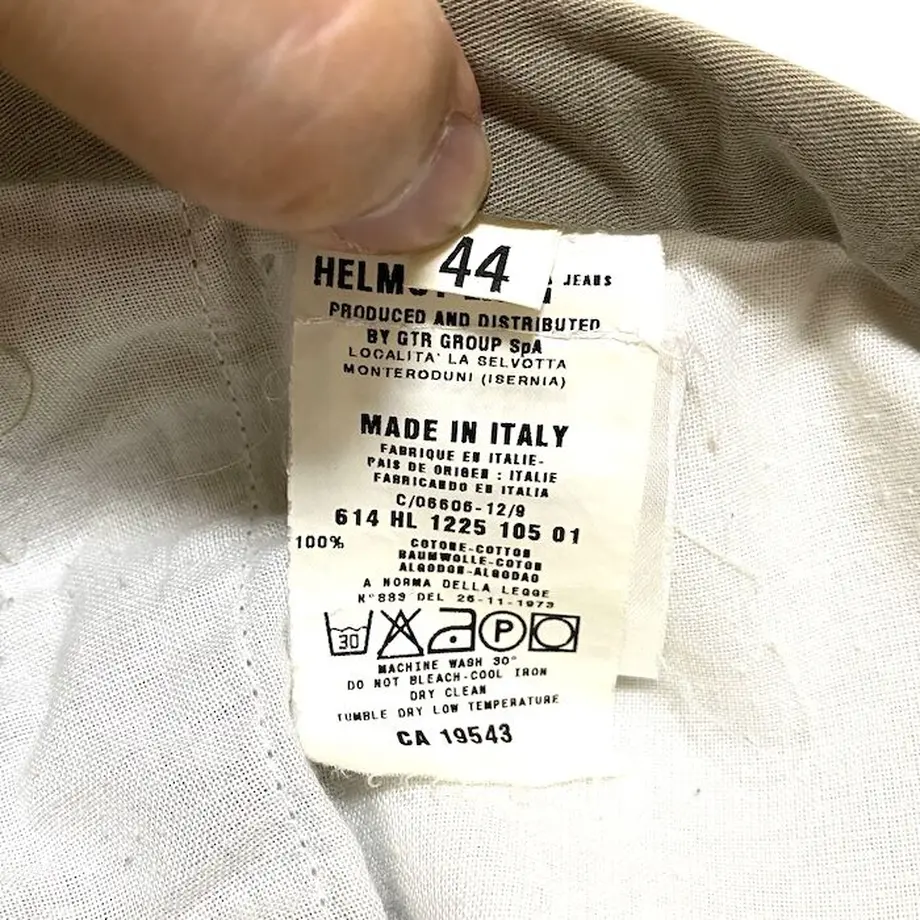 44
HELM JEANS
PRODUCED AND DISTRIBUTED
BY GTR GROUP SpA
LOCALITA' LA SELVOTTA
MONTERODUNI (ISERNIA)
MADE IN ITALY
FABRIQUE EN ITALIE-
PAIS DE ORIGEN : ITALIE
FABRICANDO EN ITALIA
C/06606-12/9
614 HL 1225 105 01
100% COTONE-COTTON
BAUMWOLLE-COTON
ALGODON-ALGODAO
A NORMA DELLA LEGGE
N°883 DEL 26-11-1973
30 P
MACHINE WASH 30°
DO NOT BLEACH-COOL IRON
DRY CLEAN
TUMBLE DRY LOW TEMPERATURE
CA 19543